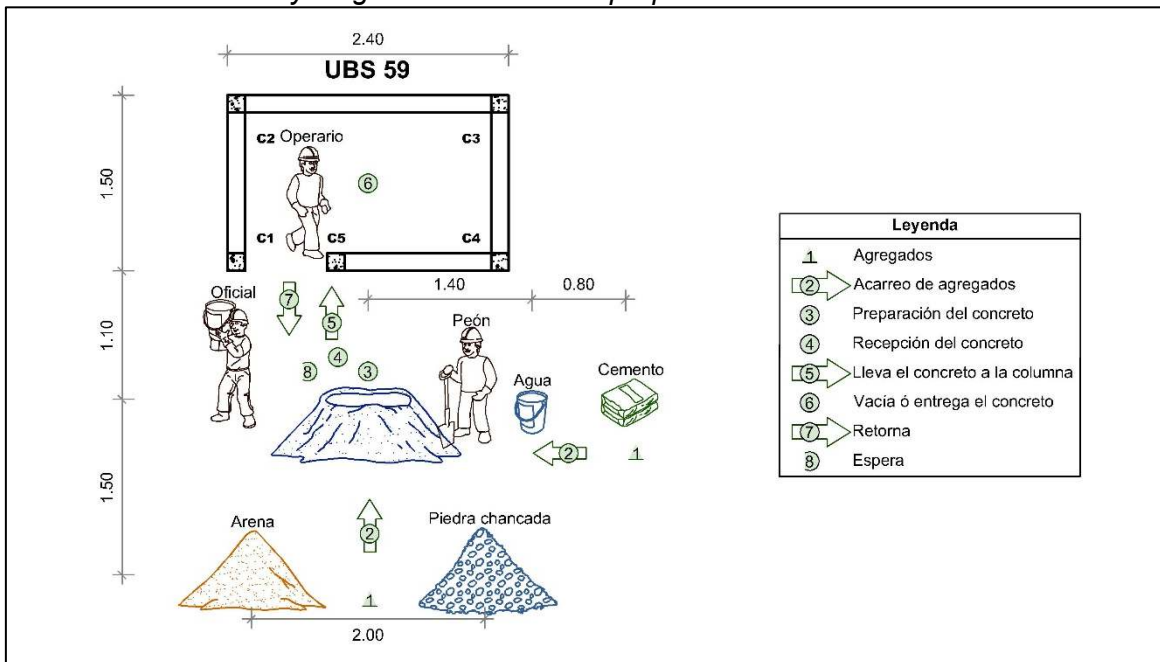 2.40
UBS 59
C2 Operario
C3
6
1.50
C1
C5
C4
1.40
0.80
Oficial
7
5
Peón
1.10
4
8
3
Agua
Cemento
2
1
1.50
Arena
2
Piedra chancada
1
2.00
Leyenda
1 Agregados
2 Acarreo de agregados
3 Preparación del concreto
4 Recepción del concreto
5 Lleva el concreto a la columna
6 Vacía ó entrega el concreto
7 Retorna
8 Espera